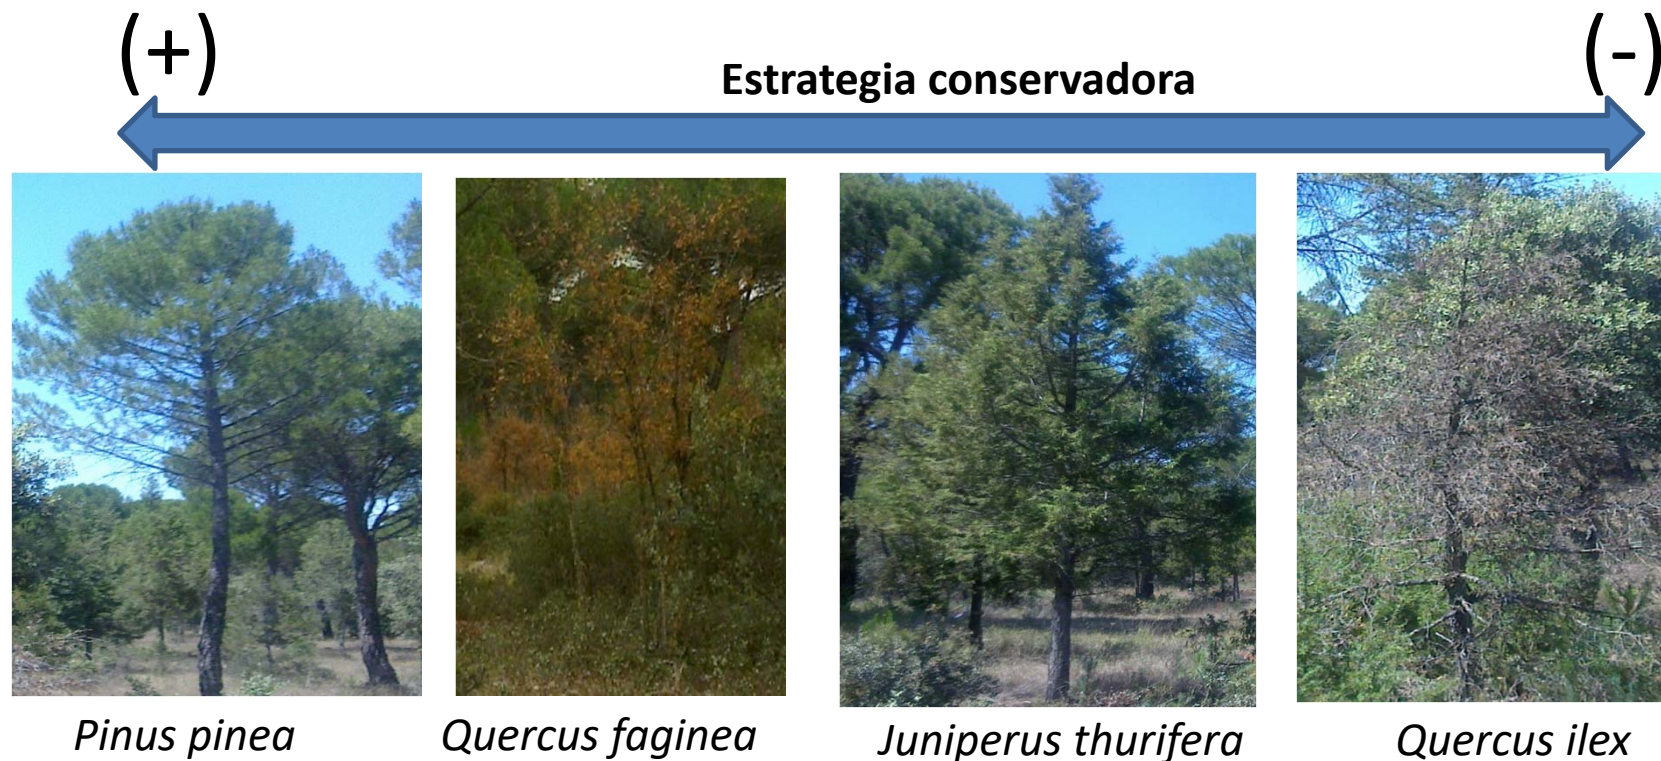 (+)
(-)
Estrategia conservadora
Pinus pinea
Quercus faginea
Juniperus thurifera
Quercus ilex